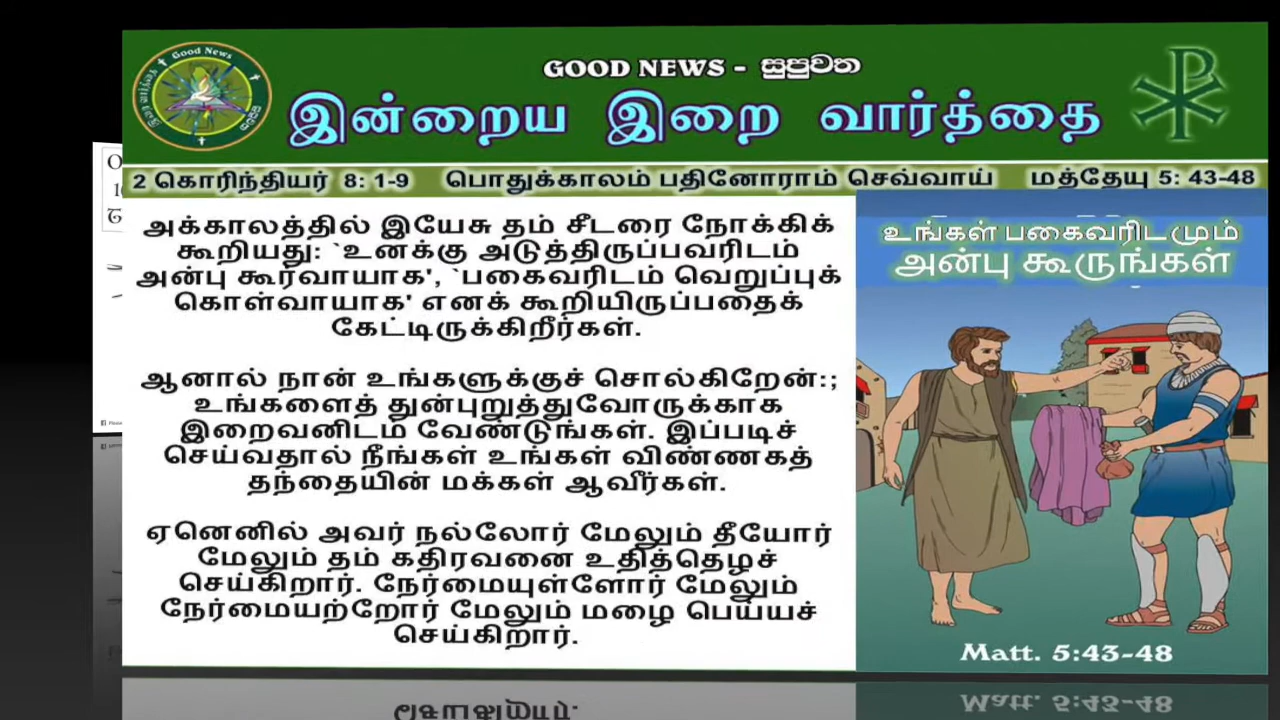 Good News
இறை வார்த்தை
සුපුවත
GOOD NEWS - සුපුවත
இன்றைய இறை வார்த்தை
2 கொரிந்தியர் 8: 1-9 பொதுக்காலம் பதினோராம் செவ்வாய் மத்தேயு 5: 43-48
அக்காலத்தில் இயேசு தம் சீடரை நோக்கிக்
கூறியது: `உனக்கு அடுத்திருப்பவரிடம்
அன்பு கூர்வாயாக', `பகைவரிடம் வெறுப்புக்
கொள்வாயாக' எனக் கூறியிருப்பதைக்
கேட்டிருக்கிறீர்கள்.
ஆனால் நான் உங்களுக்குச் சொல்கிறேன்:;
உங்களைத் துன்புறுத்துவோருக்காக
இறைவனிடம் வேண்டுங்கள். இப்படிச்
செய்வதால் நீங்கள் உங்கள் விண்ணகத்
தந்தையின் மக்கள் ஆவீர்கள்.
ஏனெனில் அவர் நல்லோர் மேலும் தீயோர்
மேலும் தம் கதிரவனை உதித்தெழச்
செய்கிறார். நேர்மையுள்ளோர் மேலும்
நேர்மையற்றோர் மேலும் மழை பெய்யச்
செய்கிறார்.
உங்கள் பகைவரிடமும்
அன்பு கூருங்கள்
Matt. 5:43-48